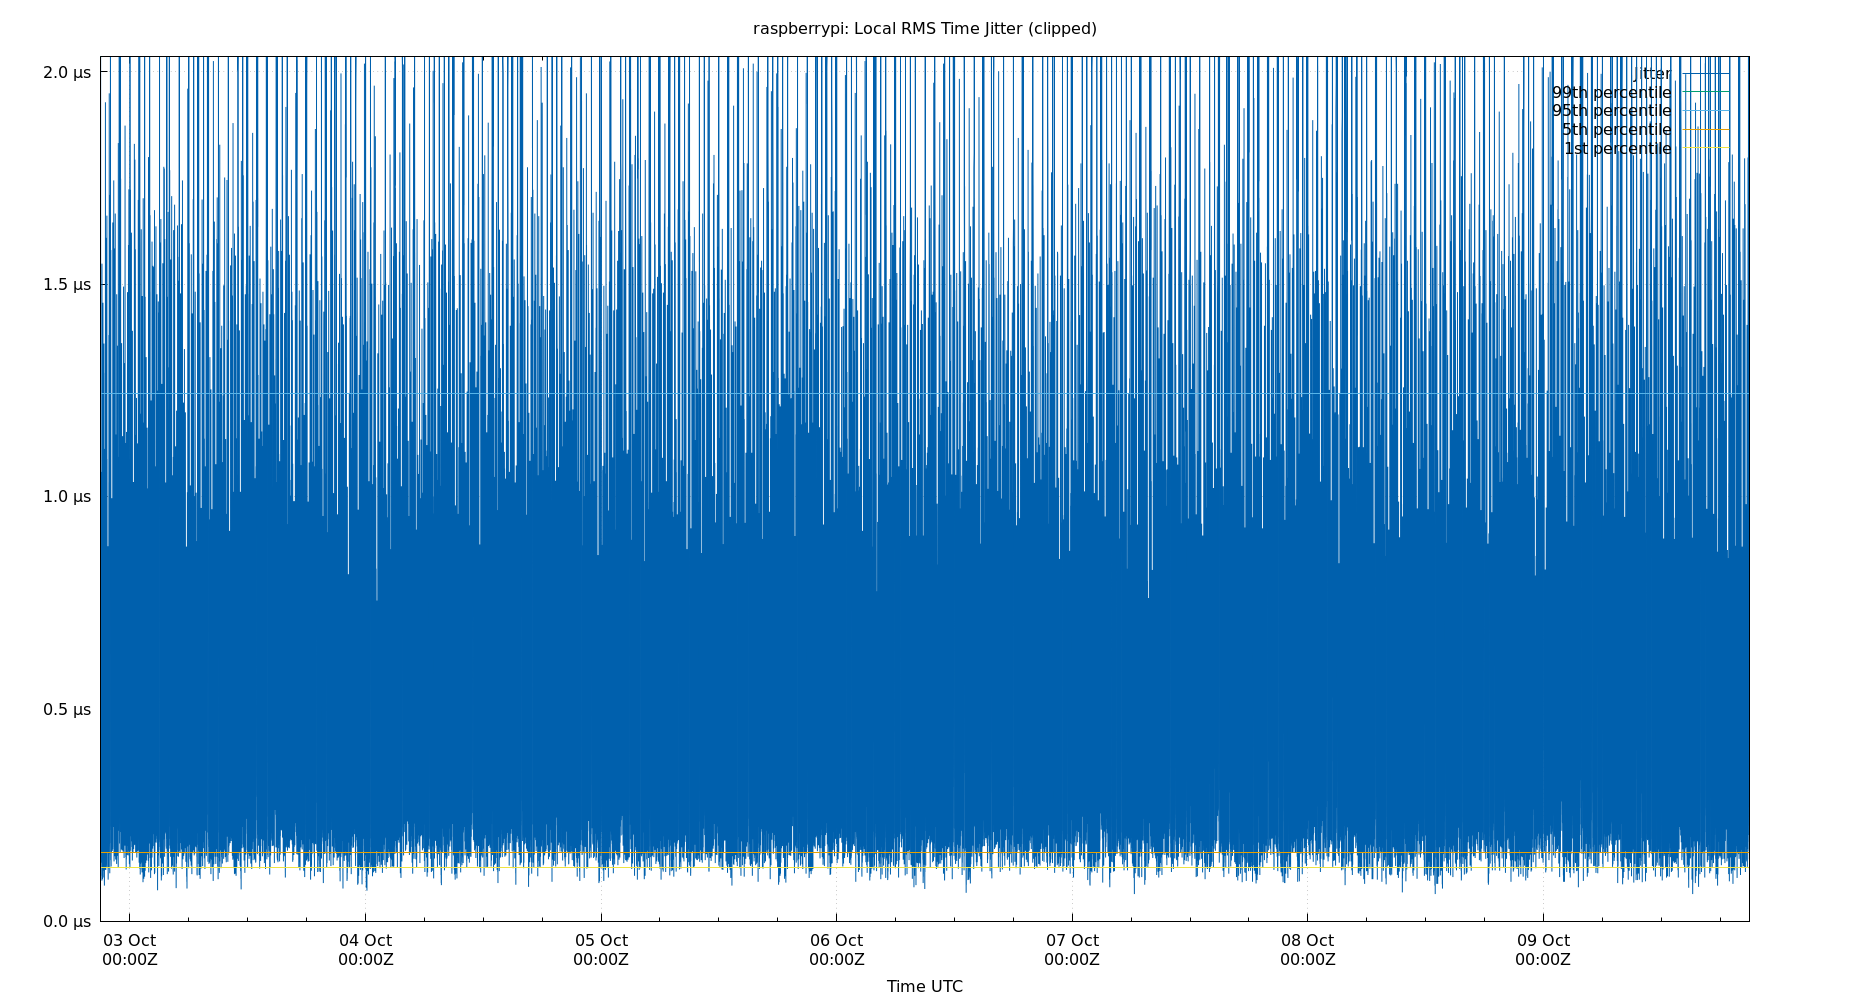 raspberrypi: Local RMS Time Jitter (clipped)
2.0 μs
Jitter
99th percentile
95th percentile
5th percentile
1st percentile
1.5 μs
1.0 μs
0.5 μs
0.0 μs
03 Oct 04 Oct 05 Oct 06 Oct 07 Oct 08 Oct 09 Oct
00:00Z 00:00Z 00:00Z 00:00Z 00:00Z 00:00Z 00:00Z
Time UTC